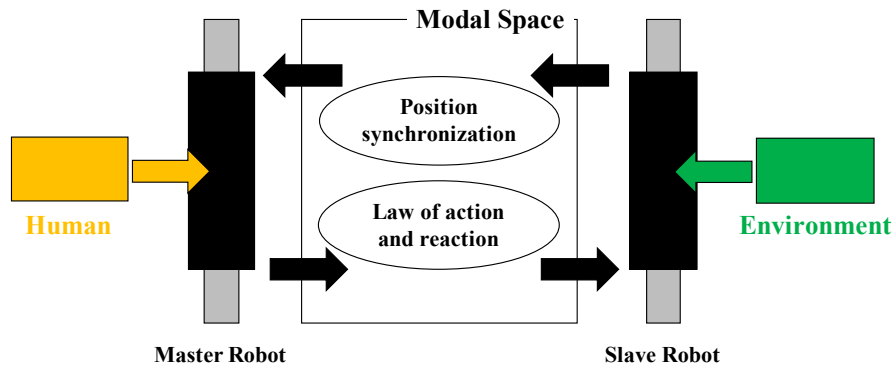 Modal Space
Position
synchronization
Law of action
and reaction
Human
Environment
Master Robot
Slave Robot